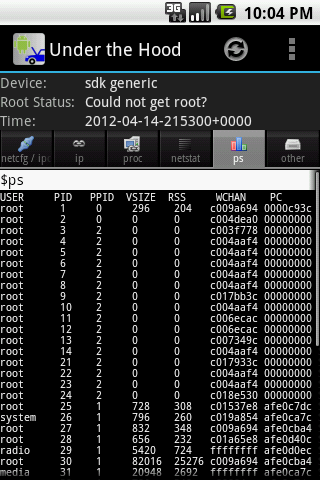 3G 10:04 PM
Under the Hood
Device: sdk generic
Root Status: Could not get root?
Time: 2012-04-14-215300+0000
netcfg / ipc ip proc netstat ps other
$ps
USER PID PPID VSIZE RSS WCHAN PC
root 1 0 296 204 c009a694 0000c93c
root 2 0 0 0 c004dea0 00000000
root 3 2 0 0 c003f778 00000000
root 4 2 0 0 c004aaf4 00000000
root 5 2 0 0 c004aaf4 00000000
root 6 2 0 0 c004aaf4 00000000
root 7 2 0 0 c004aaf4 00000000
root 8 2 0 0 c004aaf4 00000000
root 9 2 0 0 c017bb3c 00000000
root 10 2 0 0 c004aaf4 00000000
root 11 2 0 0 c006ecac 00000000
root 12 2 0 0 c006ecac 00000000
root 13 2 0 0 c007349c 00000000
root 14 2 0 0 c004aaf4 00000000
root 21 2 0 0 c017933c 00000000
root 22 2 0 0 c004aaf4 00000000
root 23 2 0 0 c004aaf4 00000000
root 24 2 0 0 c018e530 00000000
root 25 1 728 308 c01537e8 afe0c7dc
system 26 1 796 260 c019a854 afe0ca7c
root 27 1 832 348 c009a694 afe0cba4
root 28 1 656 232 c01a65e8 afe0d40c
radio 29 1 5420 724 ffffffff afe0d0ec
root 30 1 82016 25276 c009a694 afe0cba4
media 31 1 20948 2692 ffffffff afe0ca7c